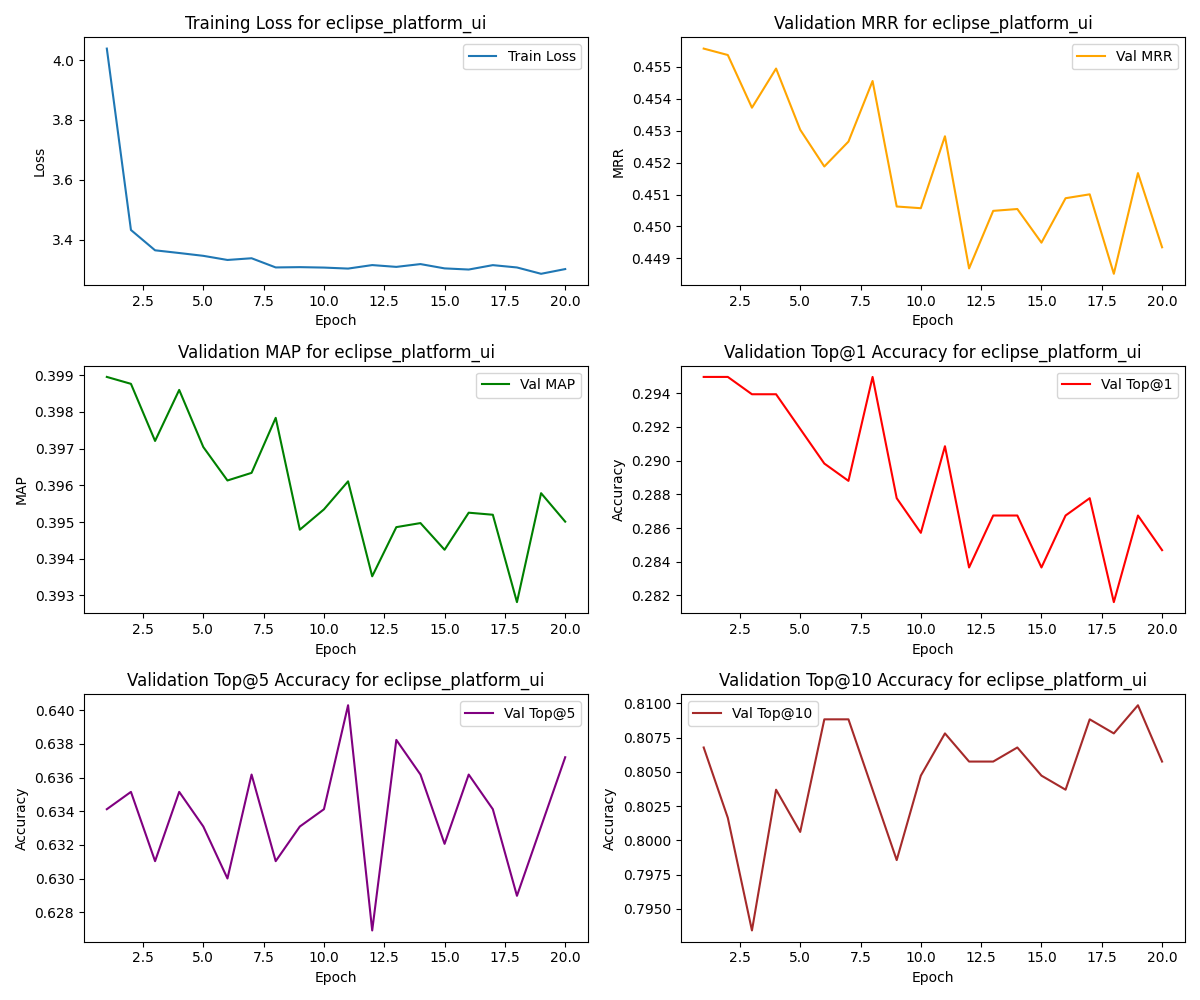 Training Loss for eclipse_platform_ui
Train Loss
4.0
3.8
3.6
3.4
Loss
2.5 5.0 7.5 10.0 12.5 15.0 17.5 20.0
Epoch
Validation MRR for eclipse_platform_ui
Val MRR
0.455
0.454
0.453
0.452
0.451
0.450
0.449
MRR
2.5 5.0 7.5 10.0 12.5 15.0 17.5 20.0
Epoch
Validation MAP for eclipse_platform_ui
Val MAP
0.399
0.398
0.397
0.396
0.395
0.394
0.393
MAP
2.5 5.0 7.5 10.0 12.5 15.0 17.5 20.0
Epoch
Validation Top@1 Accuracy for eclipse_platform_ui
Val Top@1
0.294
0.292
0.290
0.288
0.286
0.284
0.282
Accuracy
2.5 5.0 7.5 10.0 12.5 15.0 17.5 20.0
Epoch
Validation Top@5 Accuracy for eclipse_platform_ui
Val Top@5
0.640
0.638
0.636
0.634
0.632
0.630
0.628
Accuracy
2.5 5.0 7.5 10.0 12.5 15.0 17.5 20.0
Epoch
Validation Top@10 Accuracy for eclipse_platform_ui
Val Top@10
0.8100
0.8075
0.8050
0.8025
0.8000
0.7975
0.7950
Accuracy
2.5 5.0 7.5 10.0 12.5 15.0 17.5 20.0
Epoch